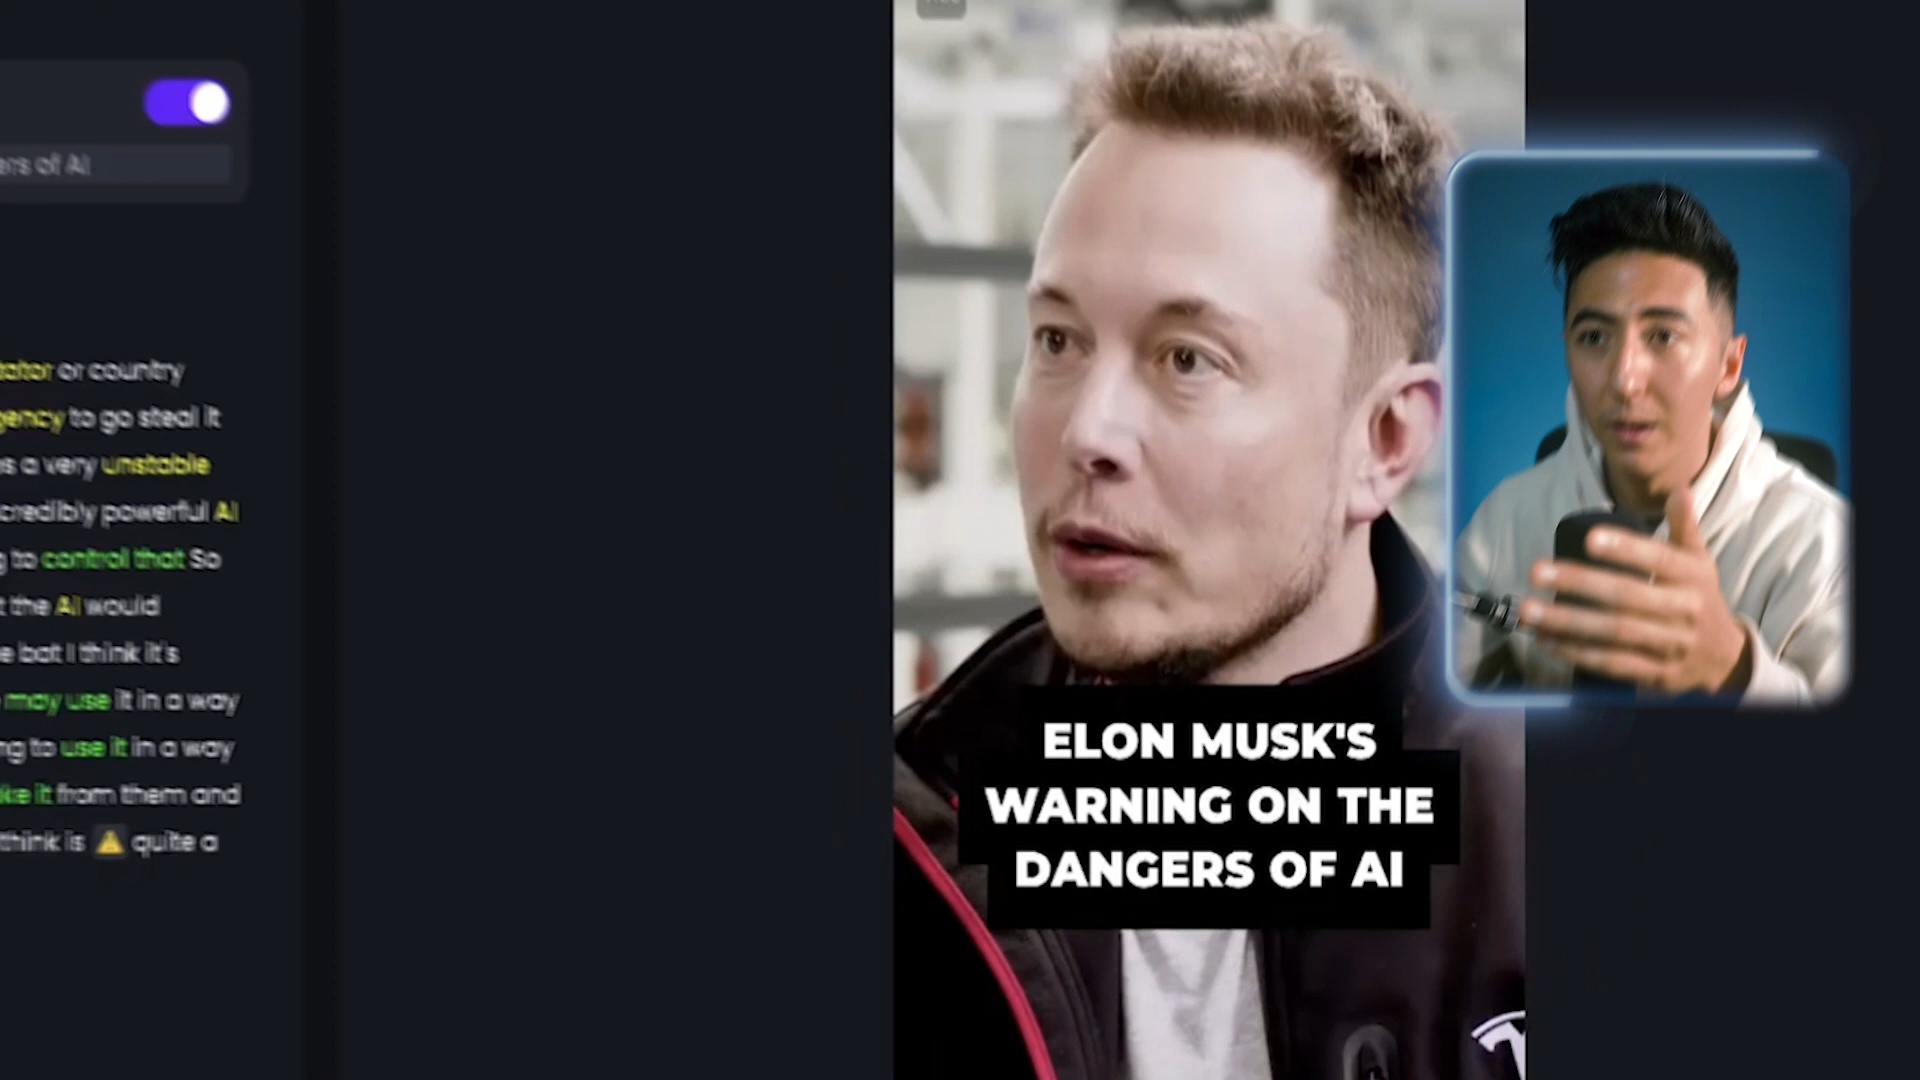 ers of AI
tator or country
gency to go steal it
s a very unstable
credibly powerful AI
g to control that So
t the AI would
e bot I think it's
may use it in a way
ng to use it in a way
ke it from them and
think is ⚠ quite a
ELON MUSK'S
WARNING ON THE
DANGERS OF AI